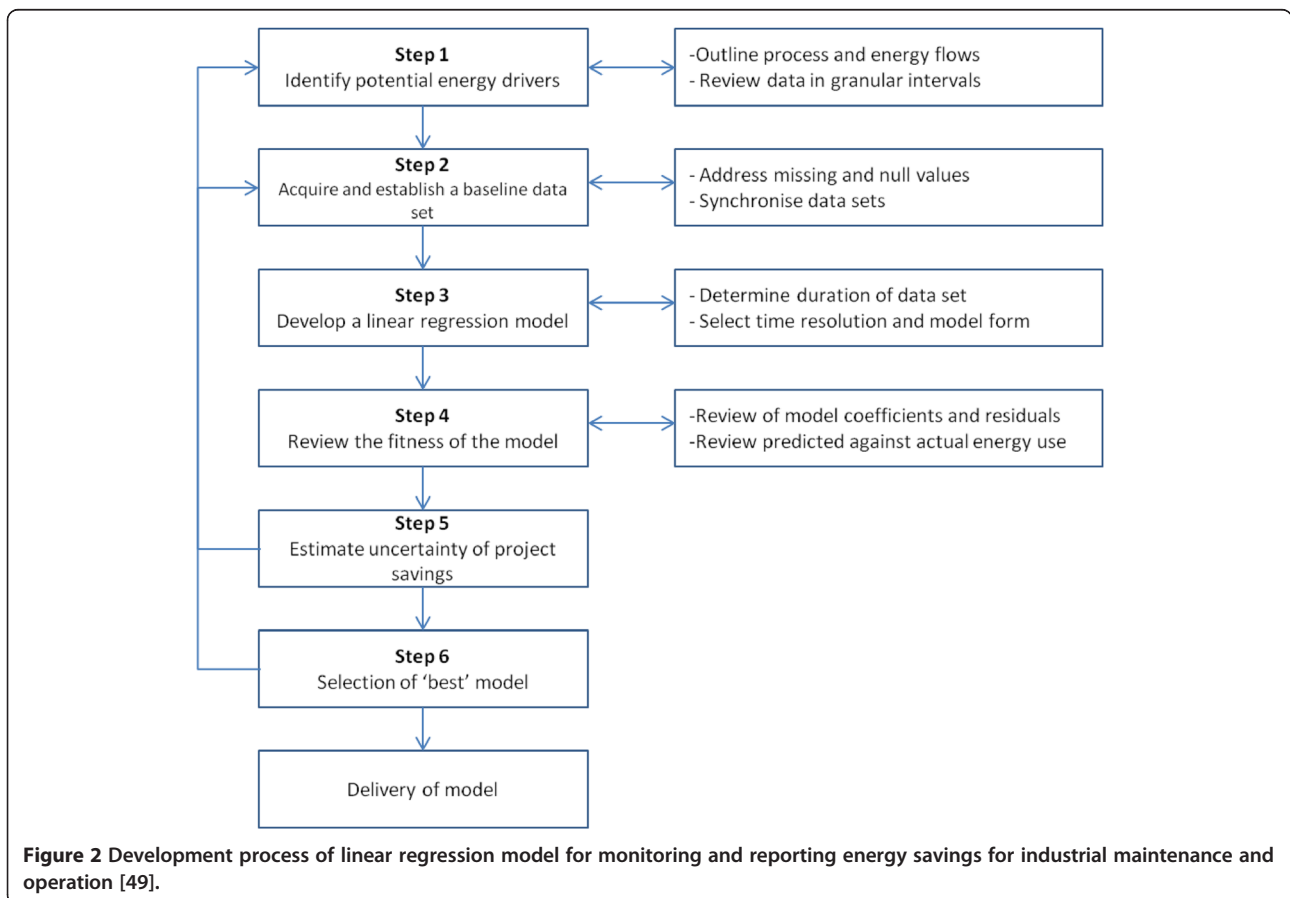 Step 1
Identify potential energy drivers
-Outline process and energy flows
- Review data in granular intervals
Step 2
Acquire and establish a baseline data
set
- Address missing and null values
- Synchronise data sets
Step 3
Develop a linear regression model
- Determine duration of data set
- Select time resolution and model form
Step 4
Review the fitness of the model
-Review of model coefficients and residuals
-Review predicted against actual energy use
Step 5
Estimate uncertainty of project
savings
Step 6
Selection of ‘best’ model
Delivery of model
Figure 2 Development process of linear regression model for monitoring and reporting energy savings for industrial maintenance and
operation [49].